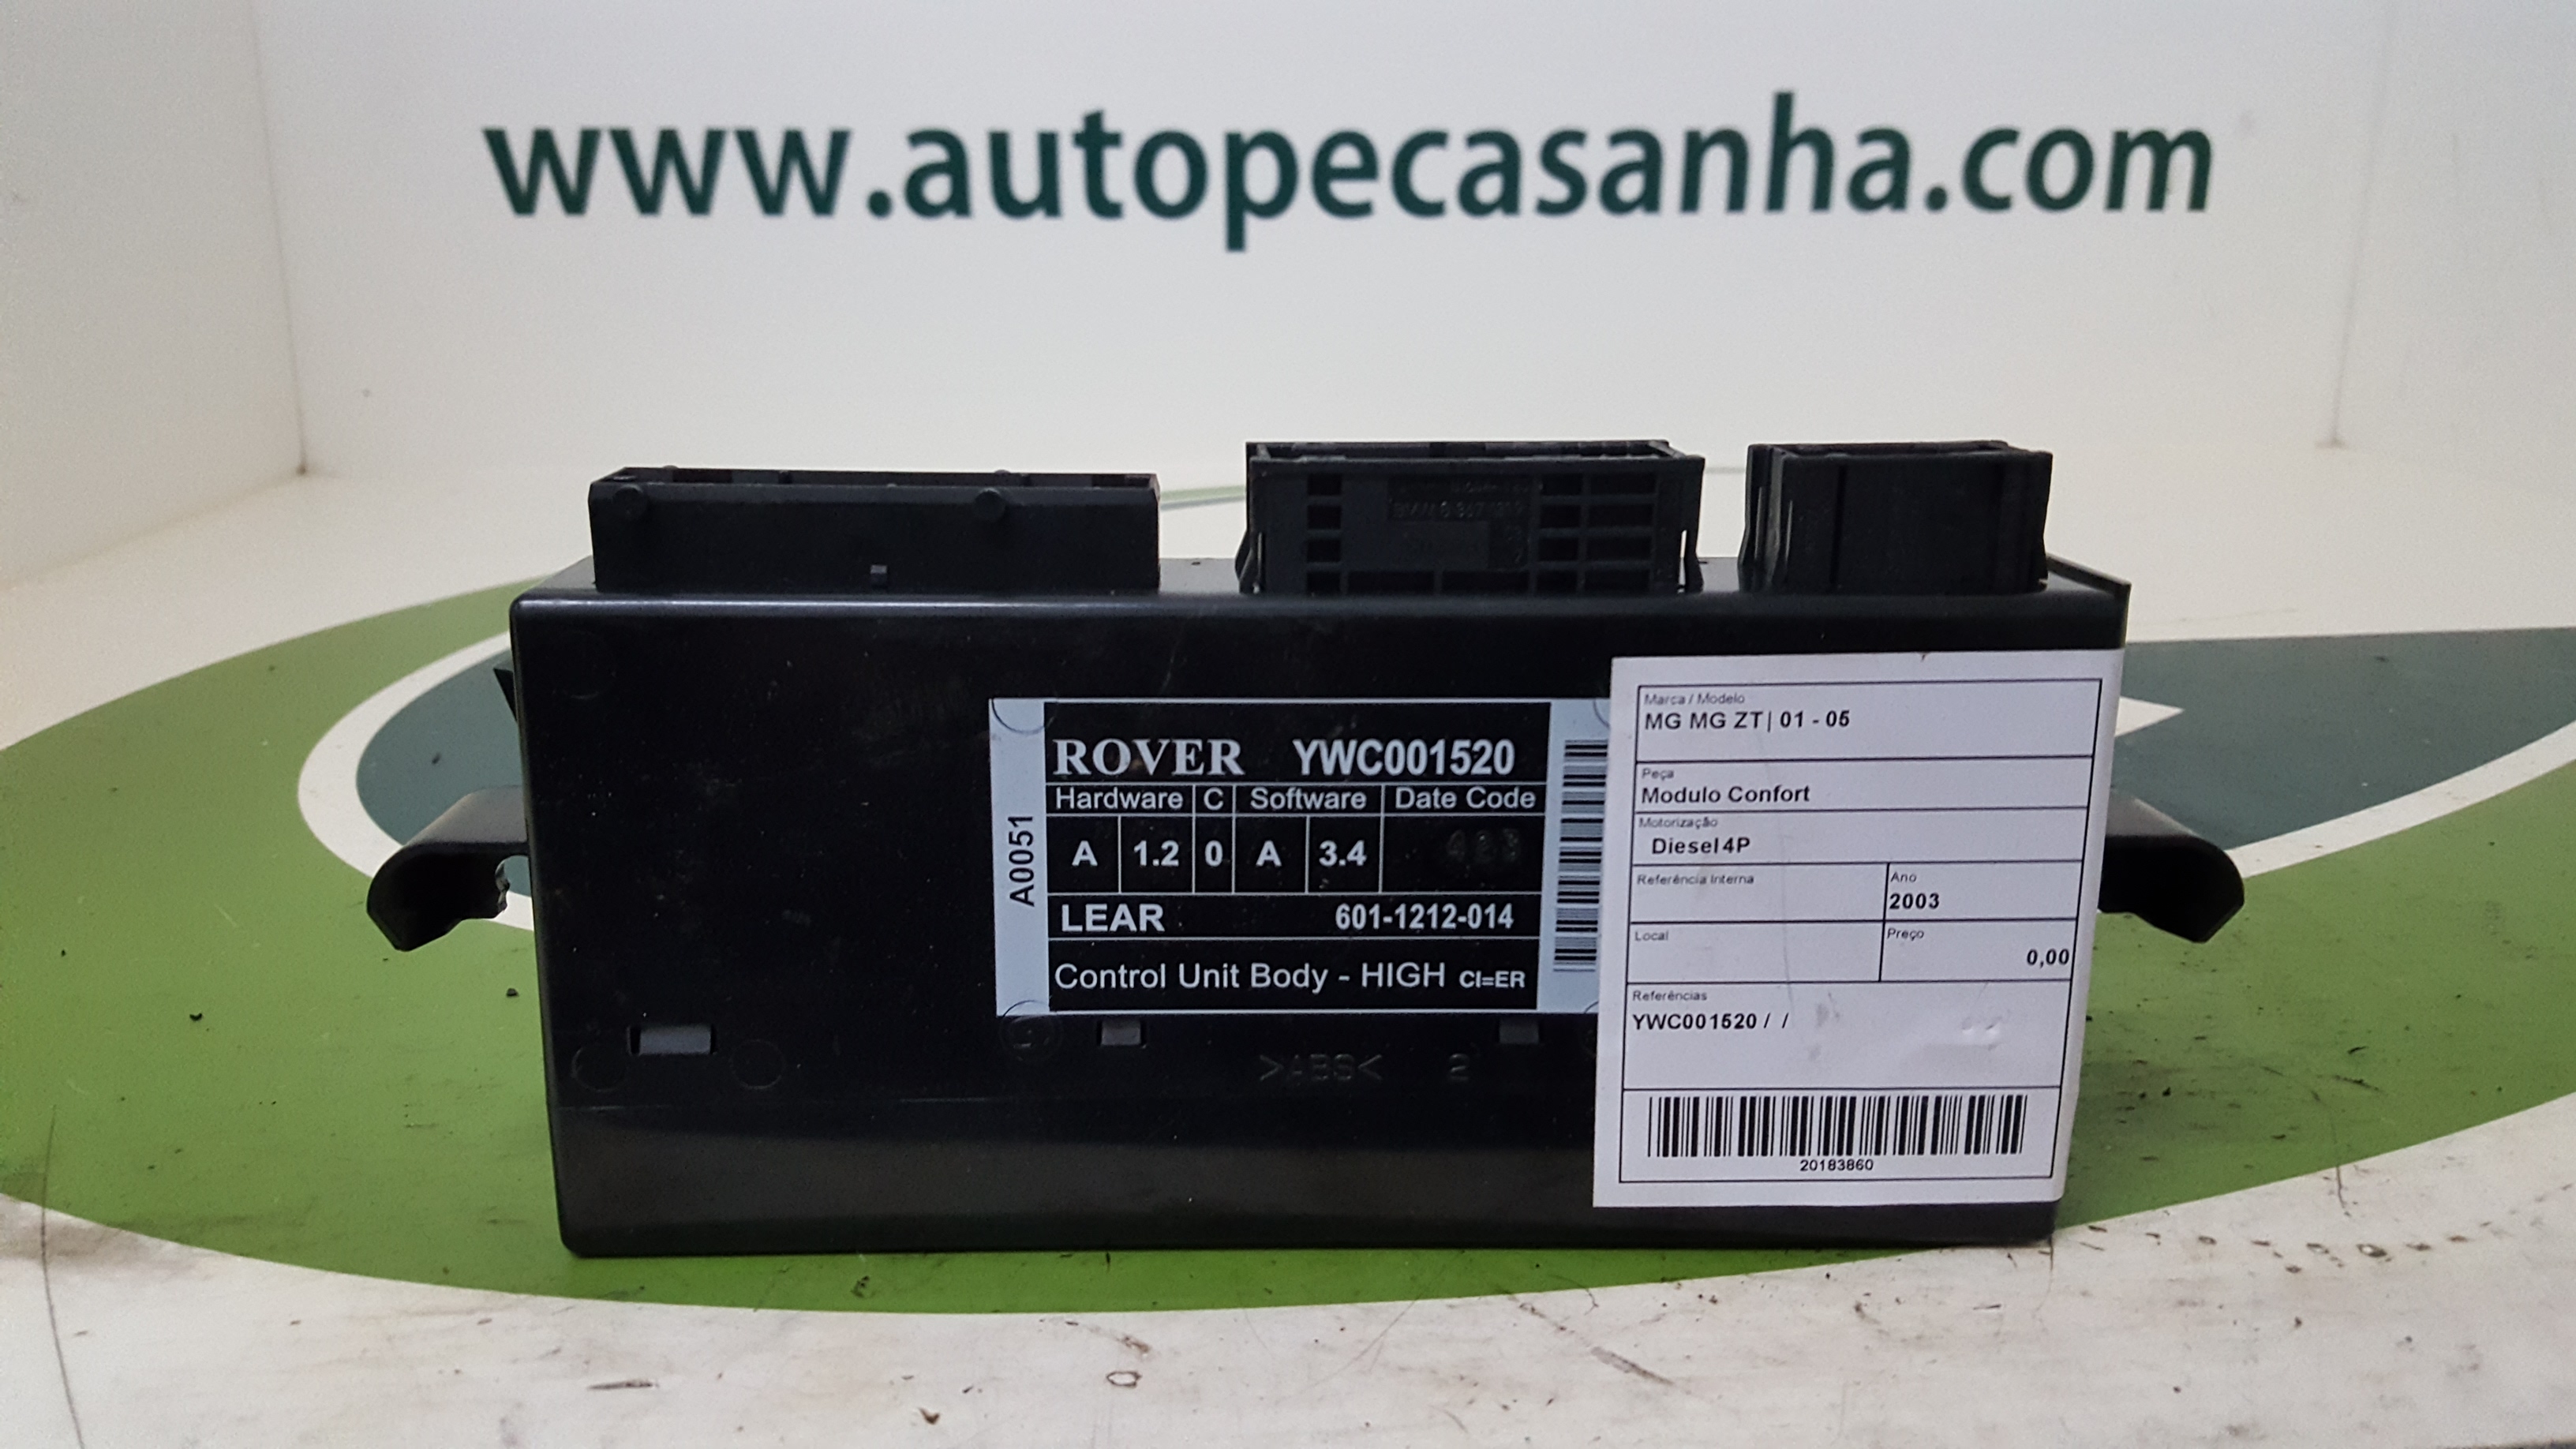 www.autopecasanha.com
ROVER YWC001520
Hardware C Software Date Code
A 1.2 0 A 3.4
LEAR 601-1212-014
Control Unit Body - HIGH CI=ER
A0051
>ABS< 2
Marca / Modelo
MG MG ZT| 01 - 05
Peça
Modulo Confort
Motorização
Diesel 4P
Referência Interna
Ano
2003
Local
Preço
0,00
Referências
YWC001520 / /
20183860